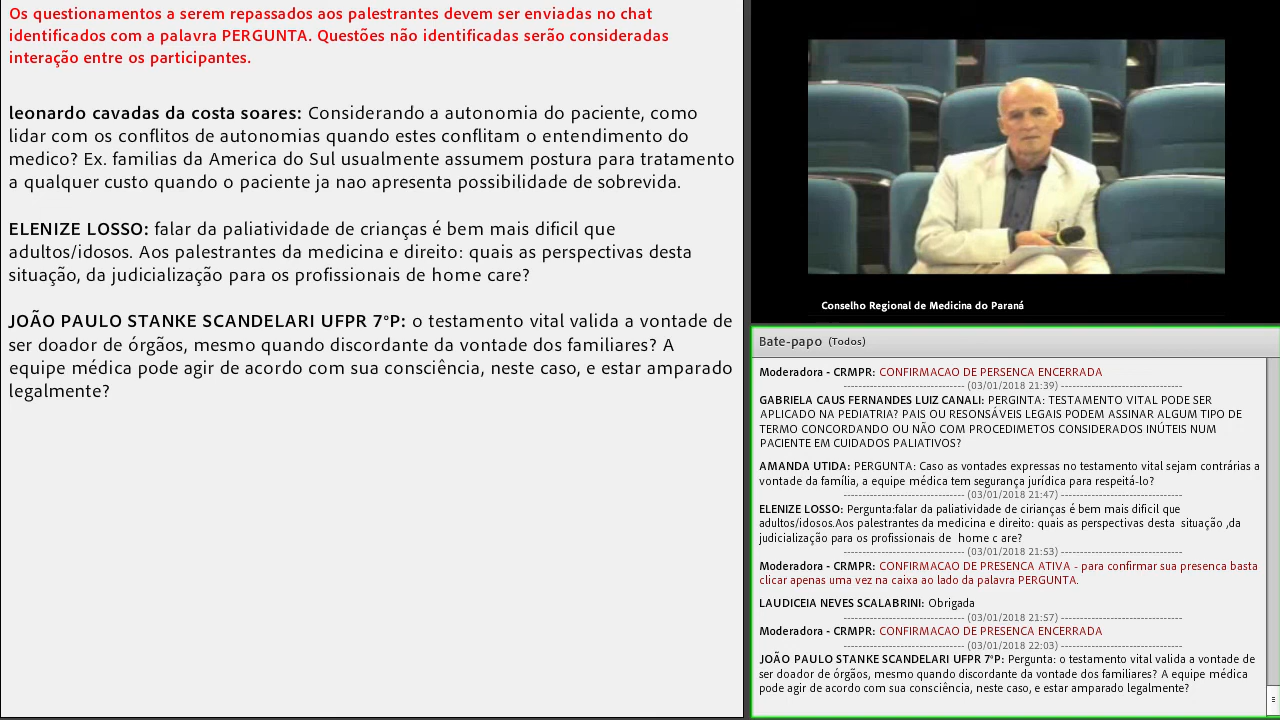 Os questionamentos a serem repassados aos palestrantes devem ser enviadas no chat
identificados com a palavra PERGUNTA. Questões não identificadas serão consideradas
interação entre os participantes.
leonardo cavadas da costa soares: Considerando a autonomia do paciente, como
lidar com os conflitos de autonomias quando estes conflitam o entendimento do
medico? Ex. familias da America do Sul usualmente assumem postura para tratamento
a qualquer custo quando o paciente ja nao apresenta possibilidade de sobrevida.
ELENIZE LOSSO: falar da paliatividade de crianças é bem mais dificil que
adultos/idosos. Aos palestrantes da medicina e direito: quais as perspectivas desta
situação, da judicialização para os profissionais de home care?
JOÃO PAULO STANKE SCANDELARI UFPR 7°P: o testamento vital valida a vontade de
ser doador de órgãos, mesmo quando discordante da vontade dos familiares? A
equipe médica pode agir de acordo com sua consciência, neste caso, e estar amparado
legalmente?
Conselho Regional de Medicina do Paraná
Bate-papo (Todos)
Moderadora - CRMPR: CONFIRMACAO DE PERSENCA ENCERRADA
-------------------------------- (03/01/2018 21:39) --------------------------------
GABRIELA CAUS FERNANDES LUIZ CANALI: PERGINTA: TESTAMENTO VITAL PODE SER
APLICADO NA PEDIATRIA? PAIS OU RESONSÁVEIS LEGAIS PODEM ASSINAR ALGUM TIPO DE
TERMO CONCORDANDO OU NÃO COM PROCEDIMETOS CONSIDERADOS INÚTEIS NUM
PACIENTE EM CUIDADOS PALIATIVOS?
AMANDA UTIDA: PERGUNTA: Caso as vontades expressas no testamento vital sejam contrárias a
vontade da família, a equipe médica tem segurança jurídica para respeitá-lo?
-------------------------------- (03/01/2018 21:47) --------------------------------
ELENIZE LOSSO: Pergunta:falar da paliatividade de cirianças é bem mais dificil que
adultos/idosos.Aos palestrantes da medicina e direito: quais as perspectivas desta  situação ,da
judicialização para os profissionais de  home c are?
-------------------------------- (03/01/2018 21:53) --------------------------------
Moderadora - CRMPR: CONFIRMACAO DE PRESENCA ATIVA - para confirmar sua presenca basta
clicar apenas uma vez na caixa ao lado da palavra PERGUNTA.
LAUDICEIA NEVES SCALABRINI: Obrigada
-------------------------------- (03/01/2018 21:57) --------------------------------
Moderadora - CRMPR: CONFIRMACAO DE PRESENCA ENCERRADA
-------------------------------- (03/01/2018 22:03) --------------------------------
JOÃO PAULO STANKE SCANDELARI UFPR 7°P: Pergunta: o testamento vital valida a vontade de
ser doador de órgãos, mesmo quando discordante da vontade dos familiares? A equipe médica
pode agir de acordo com sua consciência, neste caso, e estar amparado legalmente?